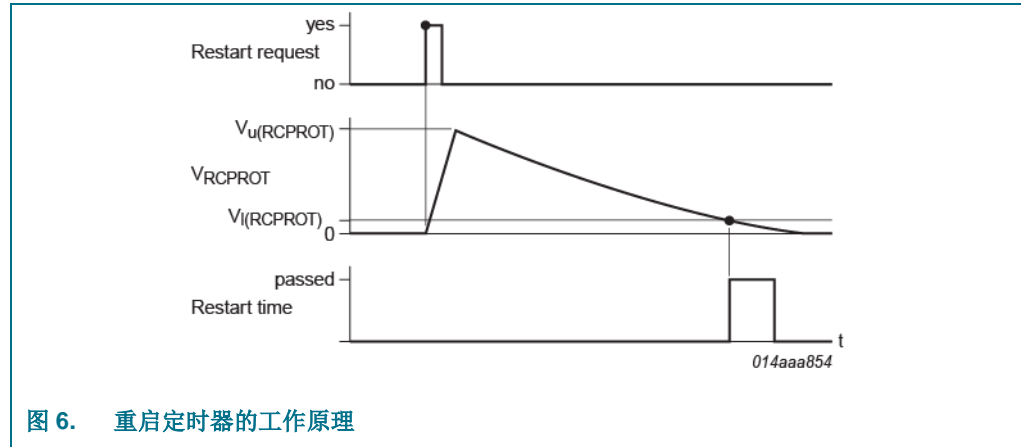 yes
Restart request
no
Vu(RCPROT)
VRCPROT
Vl(RCPROT)
0
passed
Restart time
t
014aaa854
图 6. 重启定时器的工作原理